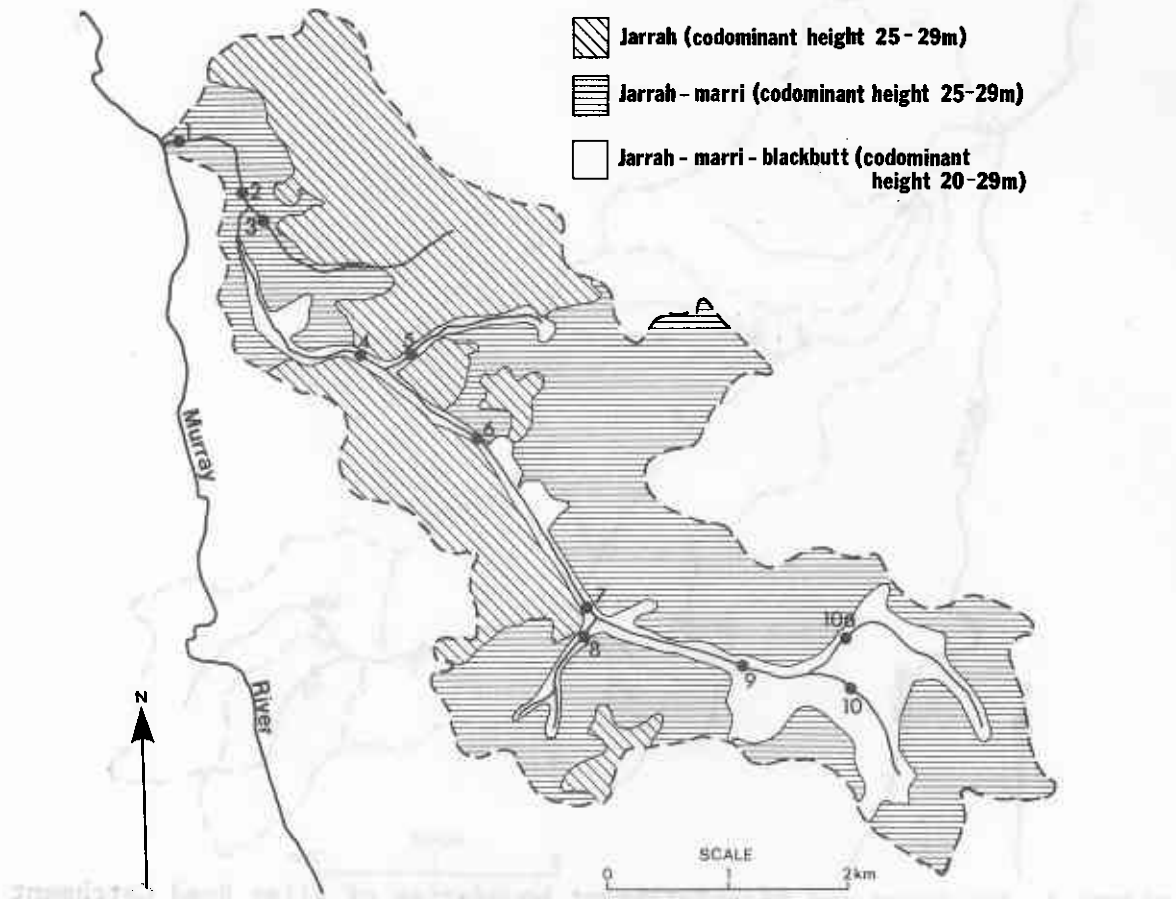 Jarrah (codominant height 25-29m)
Jarrah-marri (codominant height 25-29m)
Jarrah-marri-blackbutt (codominant
height 20-29m)
1
2
3
4
5
6
7
8
9
10a
10
Murray
River
N
SCALE
0 1 2km